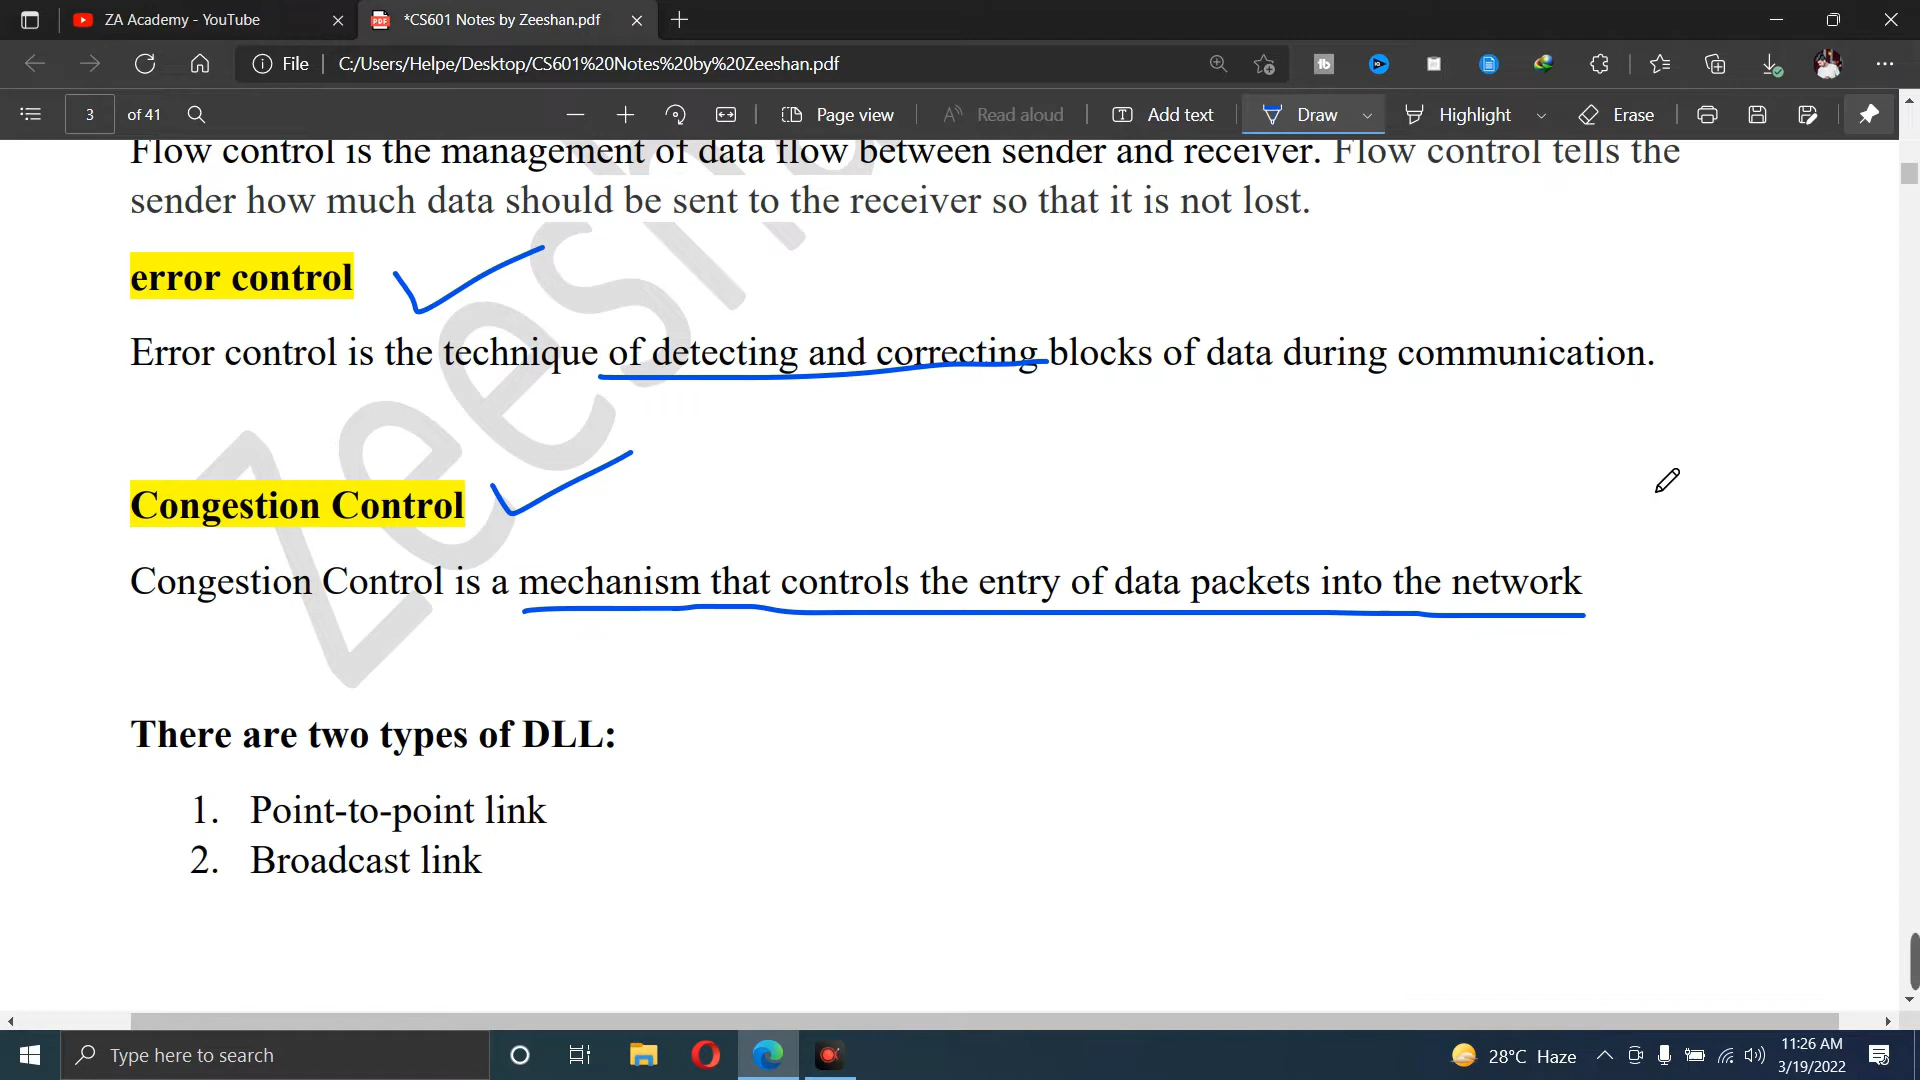 ZA Academy - YouTube
*CS601 Notes by Zeeshan.pdf
File
C:/Users/Helpe/Desktop/CS601%20Notes%20by%20Zeeshan.pdf
3 of 41
Page view
Read aloud
Add text
Draw
Highlight
Erase
Flow control is the management of data flow between sender and receiver. Flow control tells the
sender how much data should be sent to the receiver so that it is not lost.
error control
Error control is the technique of detecting and correcting blocks of data during communication.
Congestion Control
Congestion Control is a mechanism that controls the entry of data packets into the network
There are two types of DLL:
1. Point-to-point link
2. Broadcast link
Type here to search
28°C Haze
11:26 AM
3/19/2022